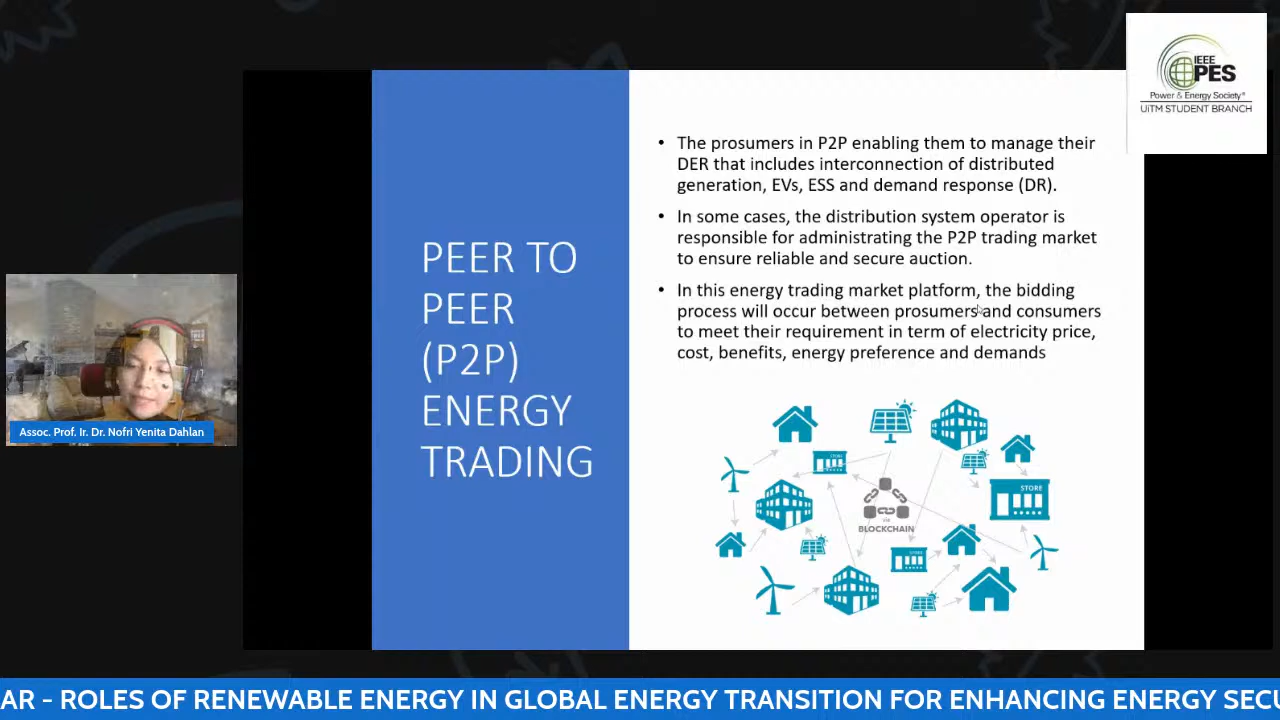 IEEE
PES
Power & Energy Society®
UiTM STUDENT BRANCH
PEER TO
PEER
(P2P)
ENERGY
TRADING
• The prosumers in P2P enabling them to manage their
DER that includes interconnection of distributed
generation, EVs, ESS and demand response (DR).
• In some cases, the distribution system operator is
responsible for administrating the P2P trading market
to ensure reliable and secure auction.
• In this energy trading market platform, the bidding
process will occur between prosumers and consumers
to meet their requirement in term of electricity price,
cost, benefits, energy preference and demands
STORE
STORE
VIA
BLOCKCHAIN
STORE
Assoc. Prof. Ir. Dr. Nofri Yenita Dahlan
AR - ROLES OF RENEWABLE ENERGY IN GLOBAL ENERGY TRANSITION FOR ENHANCING ENERGY SECU